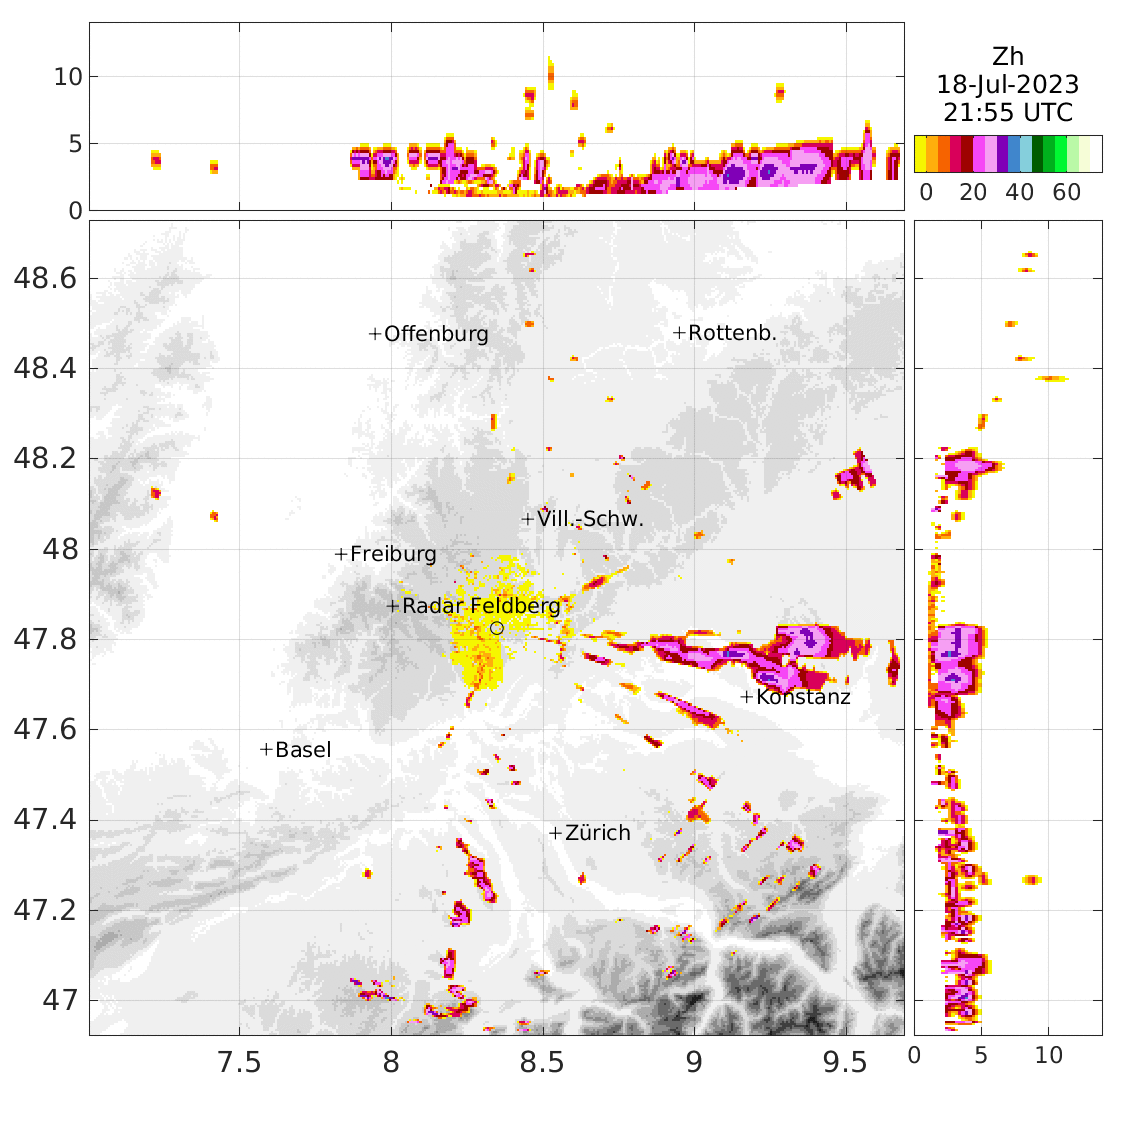 10
5
0
Zh
18-Jul-2023
21:55 UTC
0 20 40 60
48.6
48.4
48.2
48
47.8
47.6
47.4
47.2
47
+Offenburg
+Rottenb.
+Vill.-Schw.
+Freiburg
+Radar Feldberg
+Konstanz
+Basel
+Zürich
7.5 8 8.5 9 9.5
0 5 10